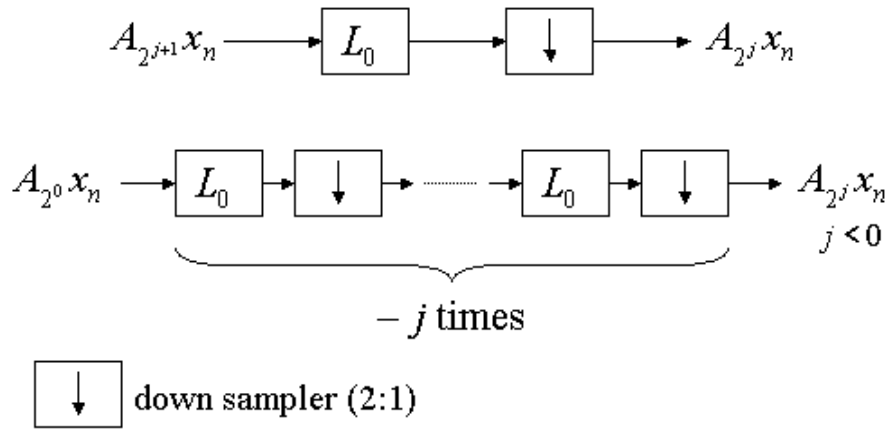 A_{2^{j+1}}x_n L_0 ↓ A_{2^j}x_n
A_{2^0}x_n L_0 ↓ L_0 ↓ A_{2^j}x_n
j < 0
– j times
↓ down sampler (2:1)